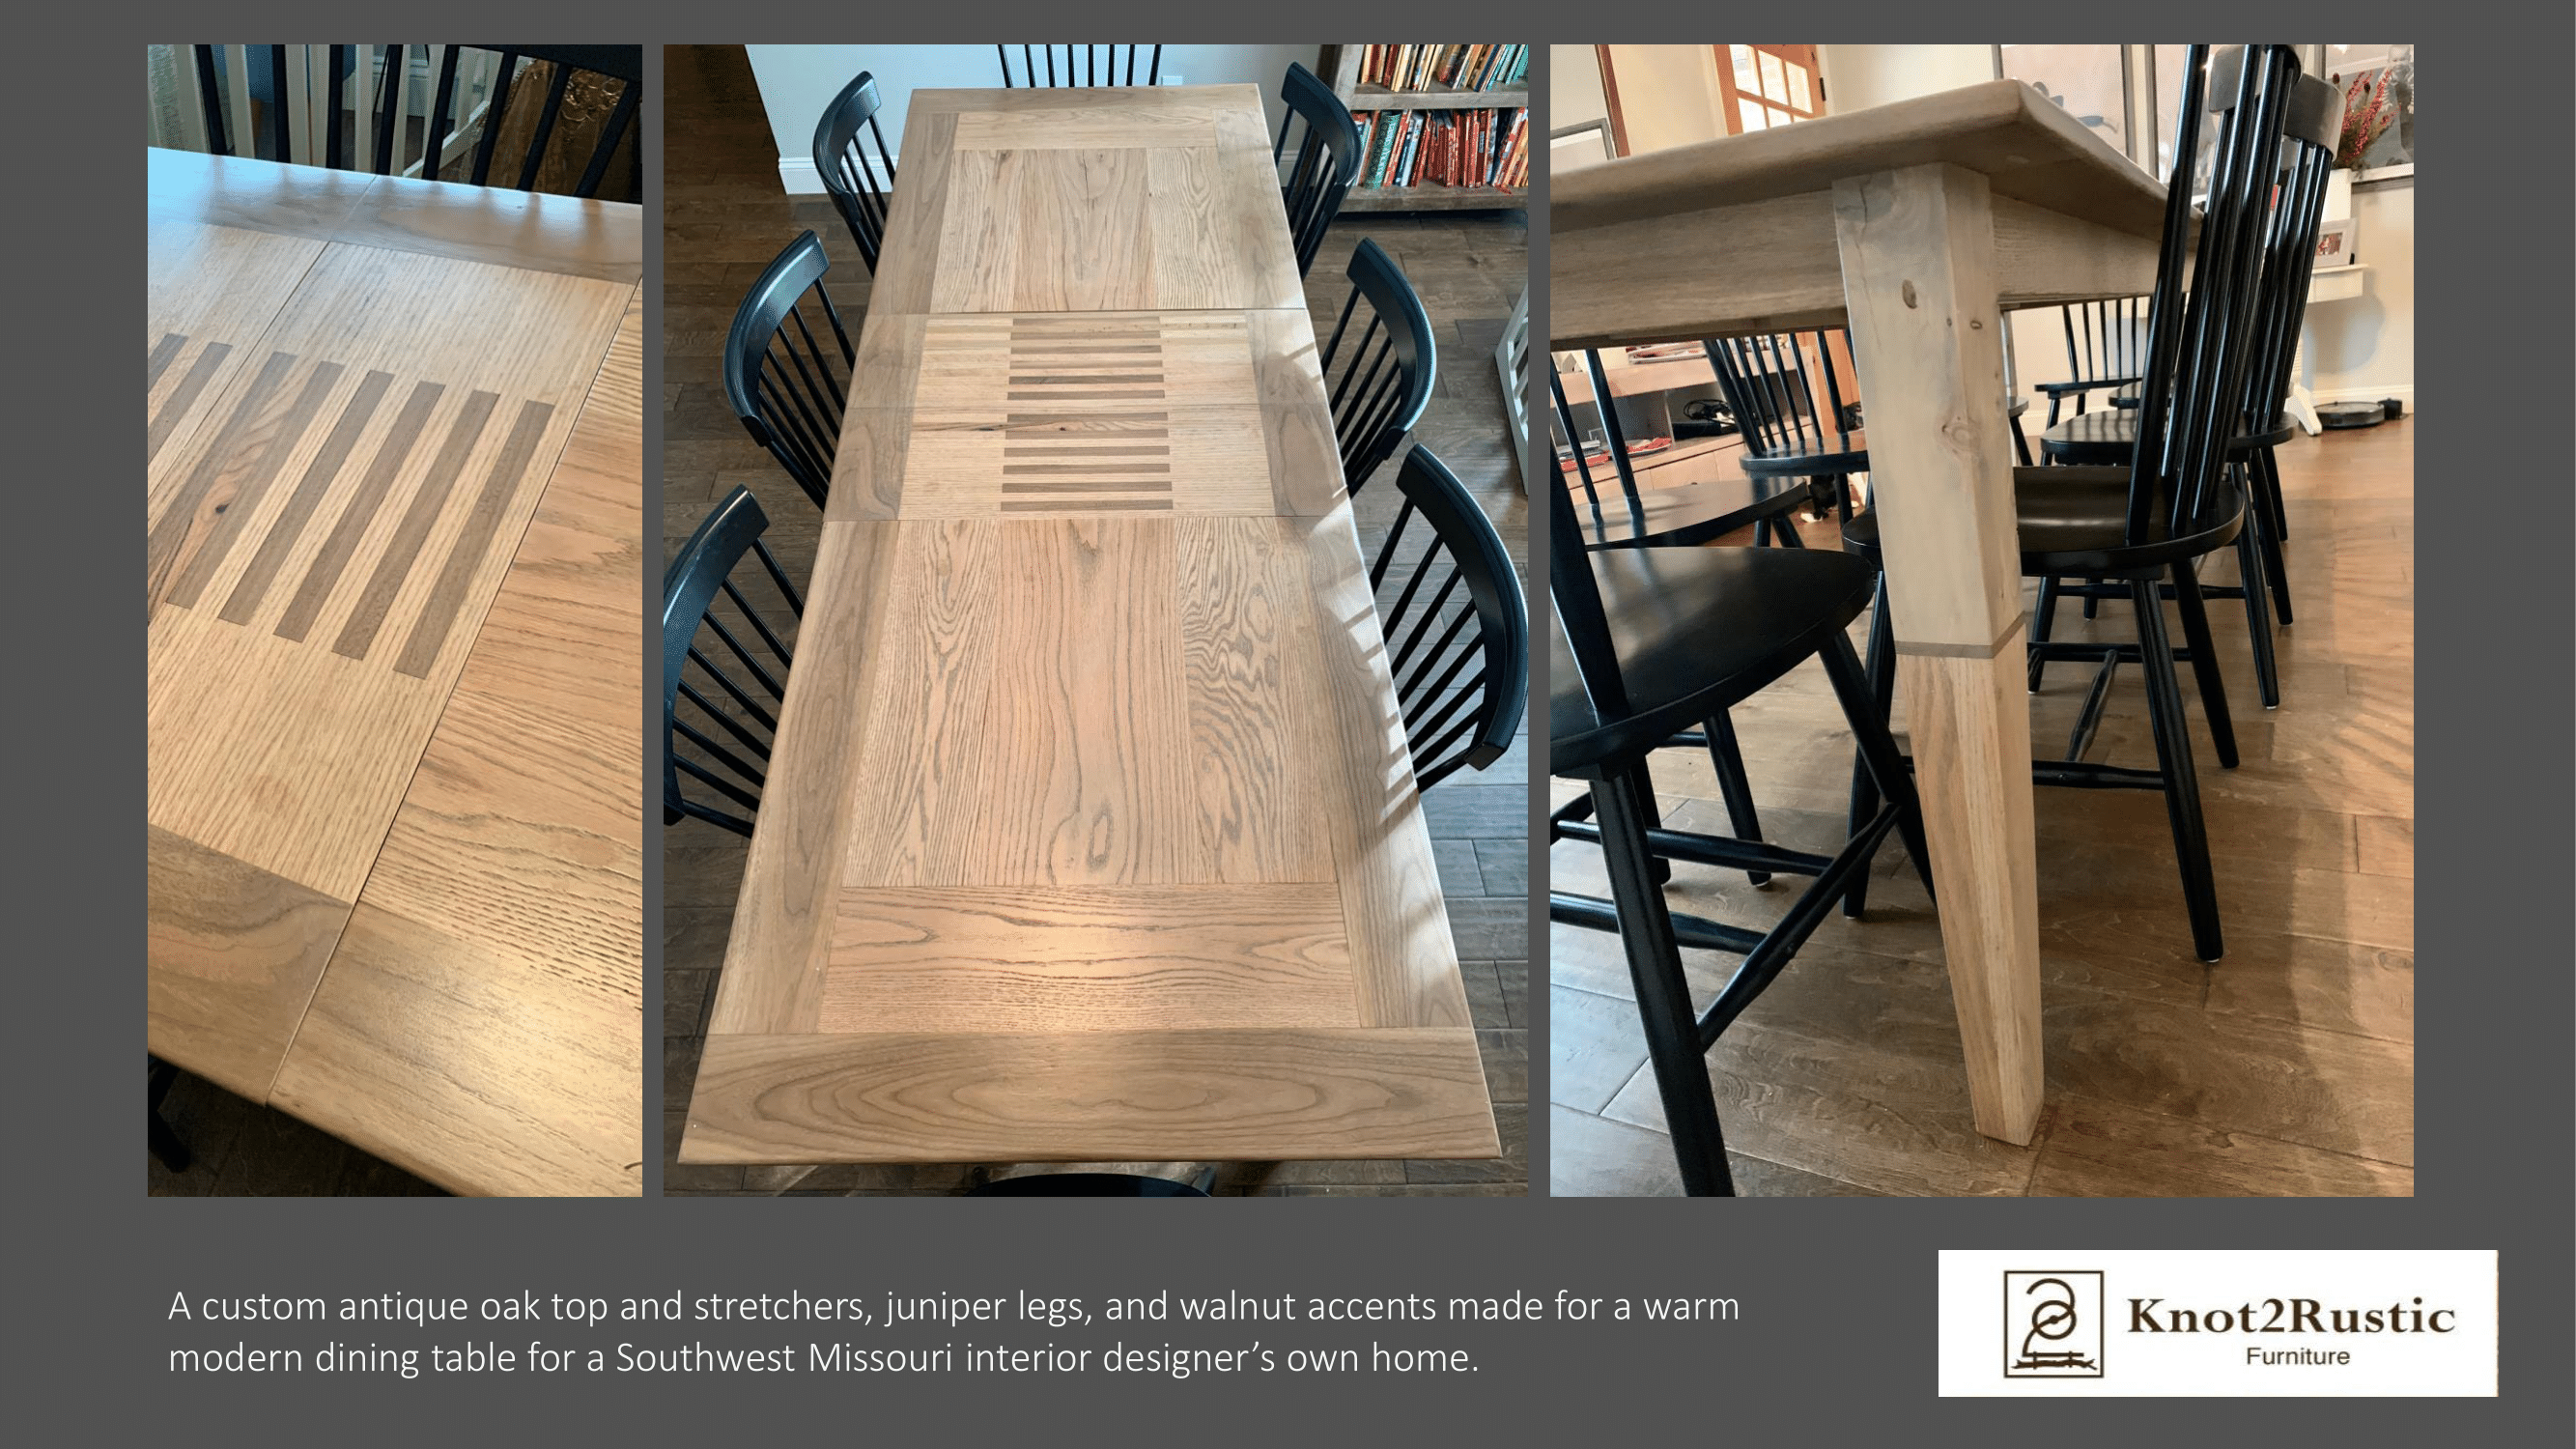 A custom antique oak top and stretchers, juniper legs, and walnut accents made for a warm
modern dining table for a Southwest Missouri interior designer’s own home.
Knot2Rustic
Furniture